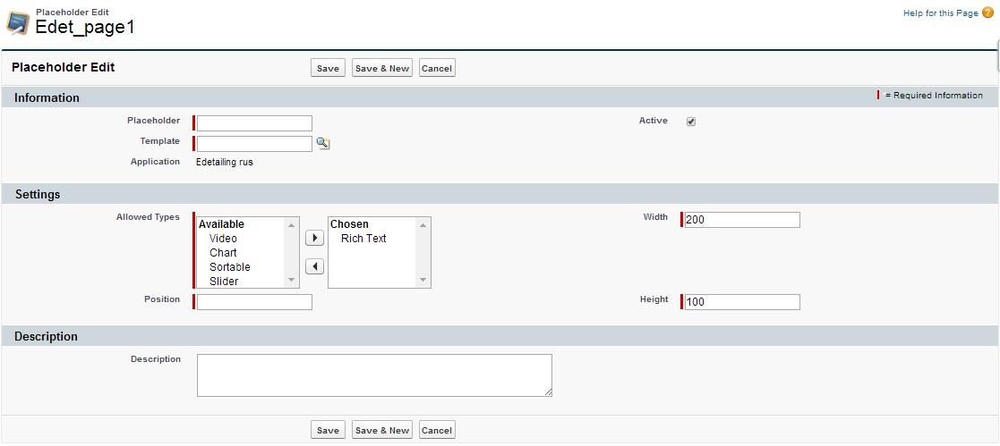 Placeholder Edit
Edet_page1
Help for this Page ?
Placeholder Edit
Save
Save & New
Cancel
Information
= Required Information
Placeholder
Active
Template
Application
Edetailing rus
Settings
Allowed Types
Available
Video
Chart
Sortable
Slider
Chosen
Rich Text
Width
200
Position
Height
100
Description
Description
Save
Save & New
Cancel